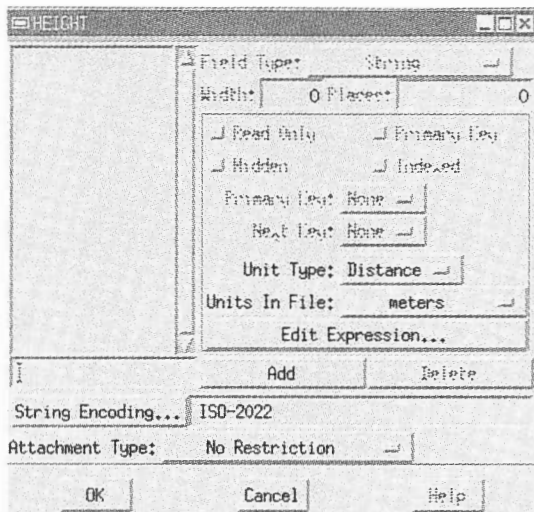 HEIGHT
Field Type: String
Width: 0 Places: 0
Read Only Primary Key
Hidden Indexed
Primary Key: None
Next Key: None
Unit Type: Distance
Units In File: meters
Edit Expression...
Add Delete
String Encoding... ISO-2022
Attachment Type: No Restriction
OK Cancel Help